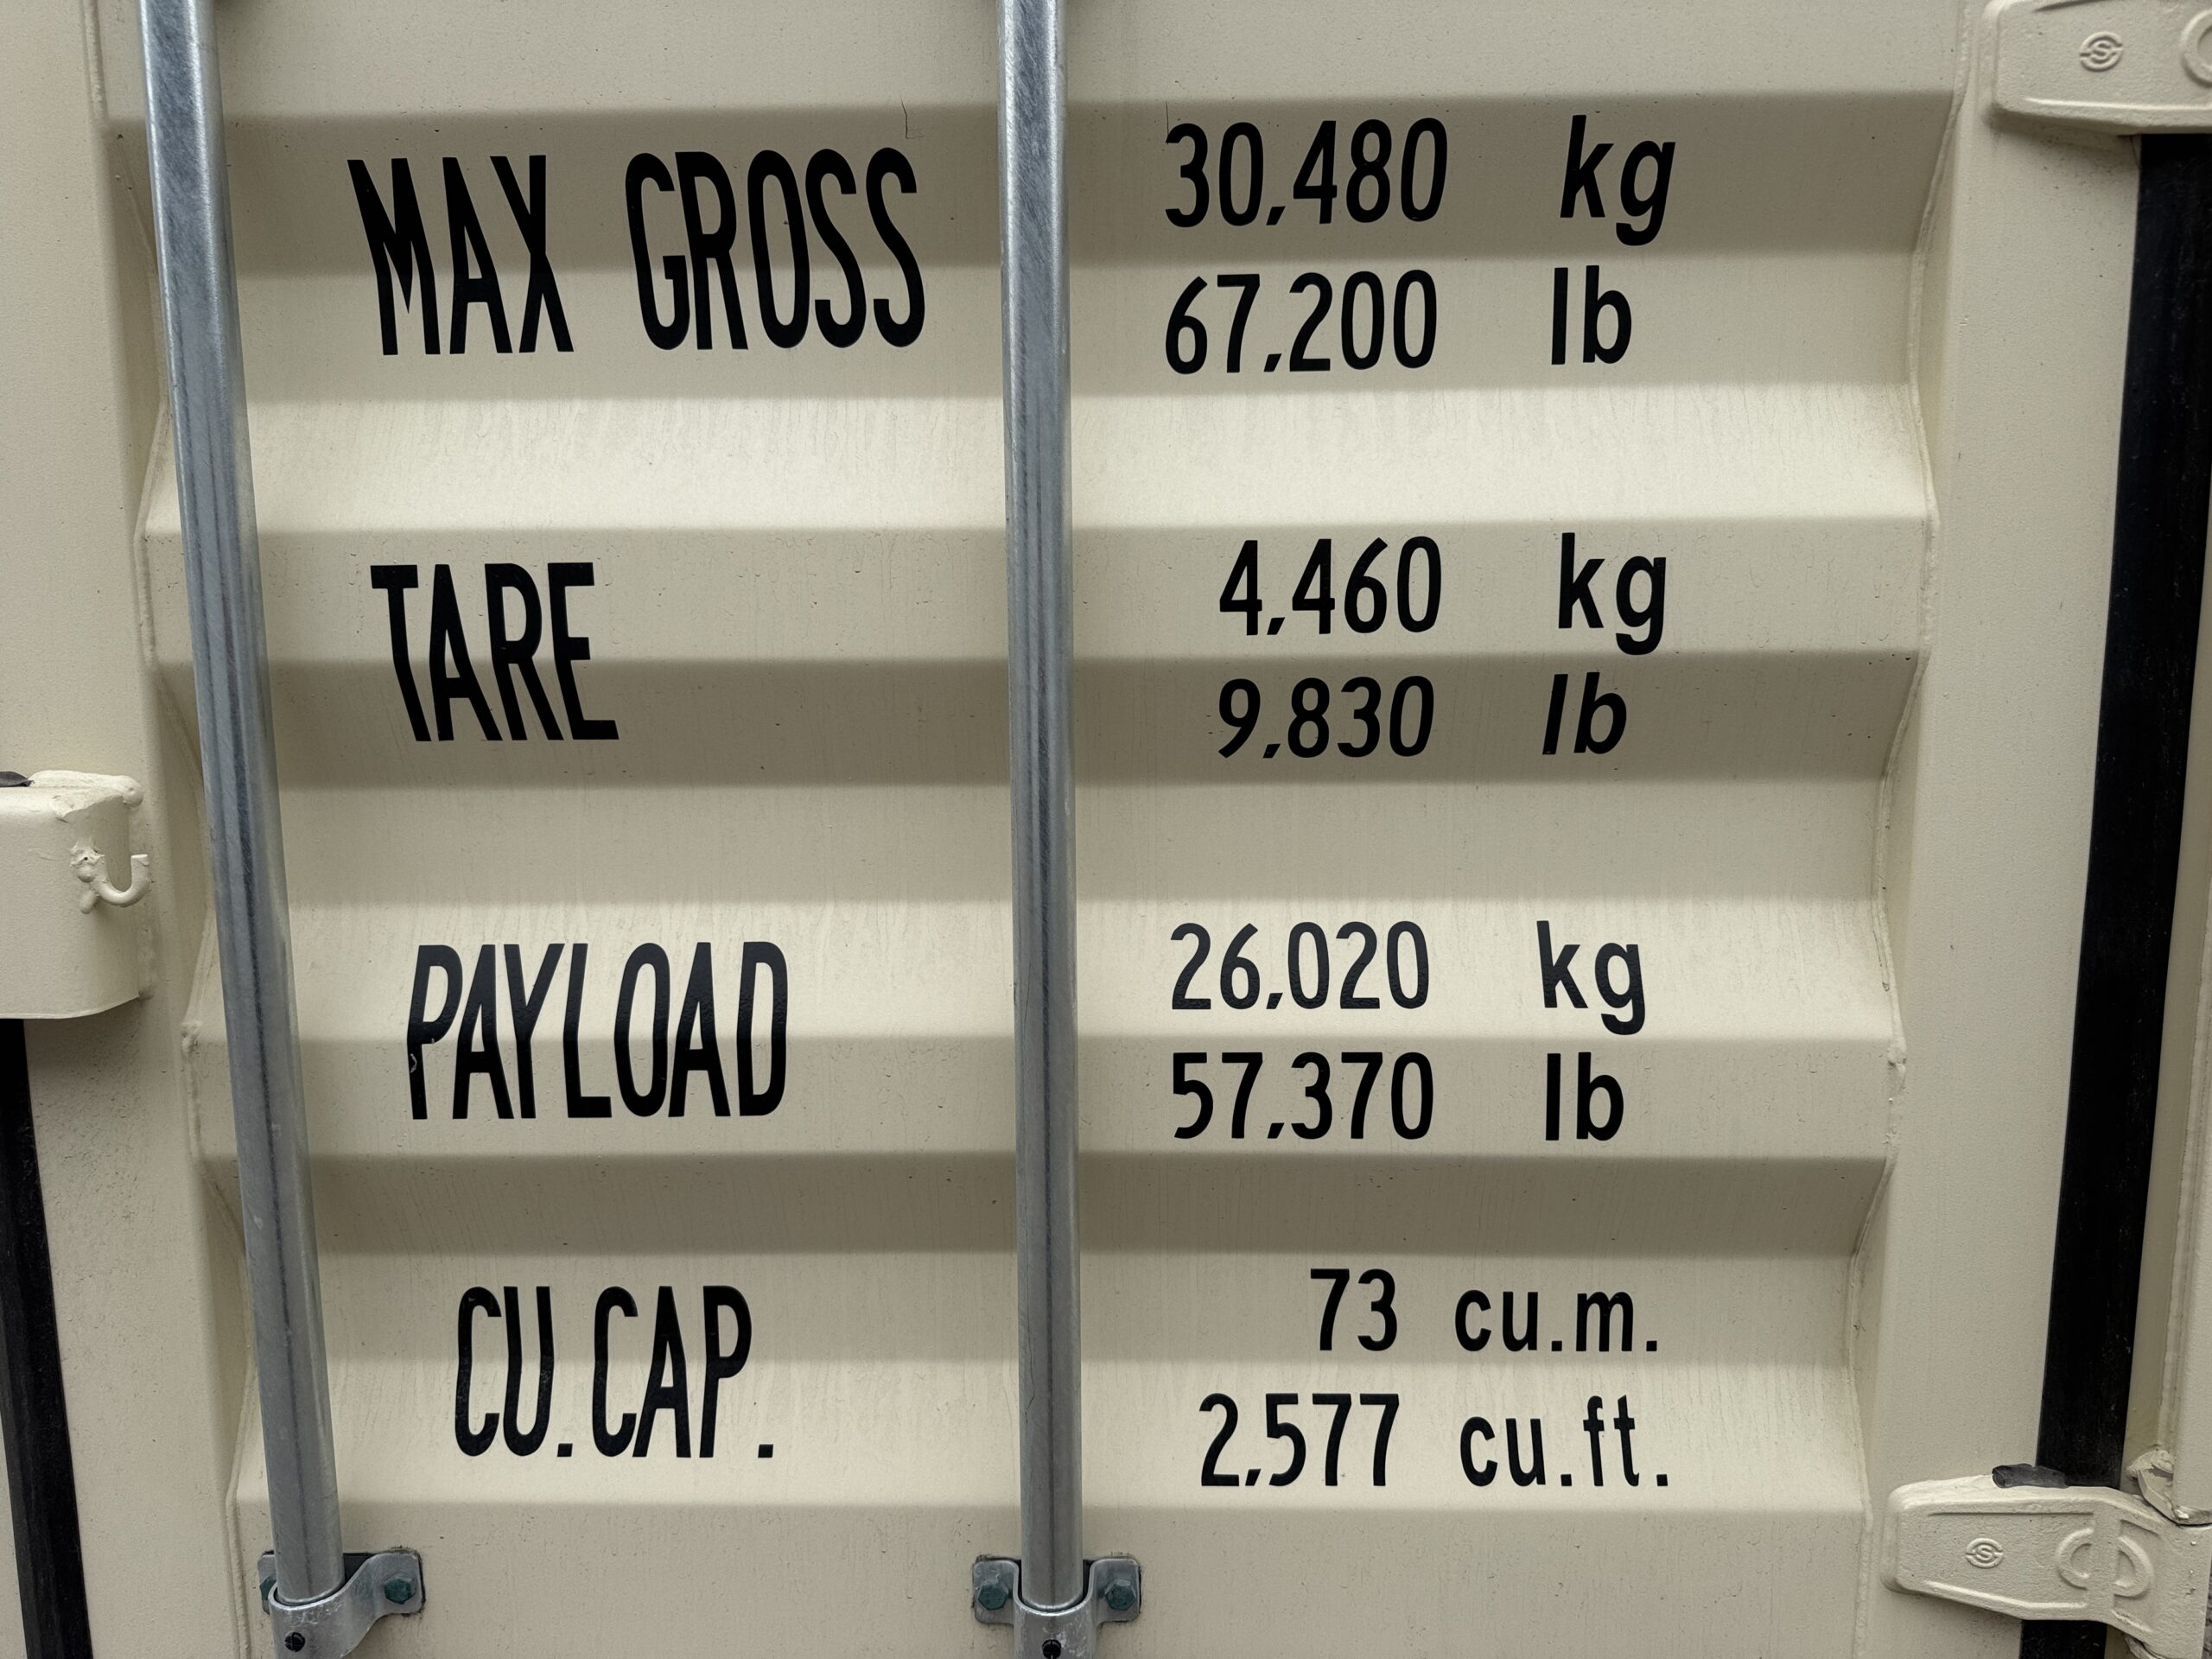 MAX GROSS 30,480 kg
67,200 lb
TARE 4,460 kg
9,830 lb
PAYLOAD 26,020 kg
57,370 lb
CU.CAP. 73 cu.m.
2,577 cu.ft.